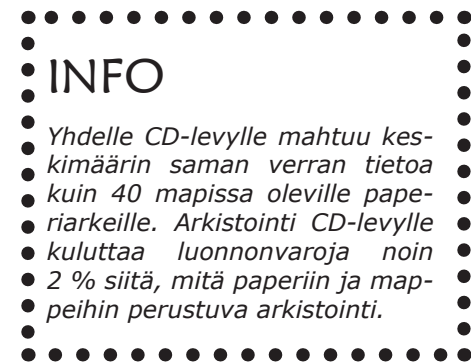 INFO
Yhdelle CD-levylle mahtuu kes-
kimäärin saman verran tietoa
kuin 40 mapissa oleville pape-
riarkeille. Arkistointi CD-levylle
kuluttaa luonnonvaroja noin
2 % siitä, mitä paperiin ja map-
peihin perustuva arkistointi.